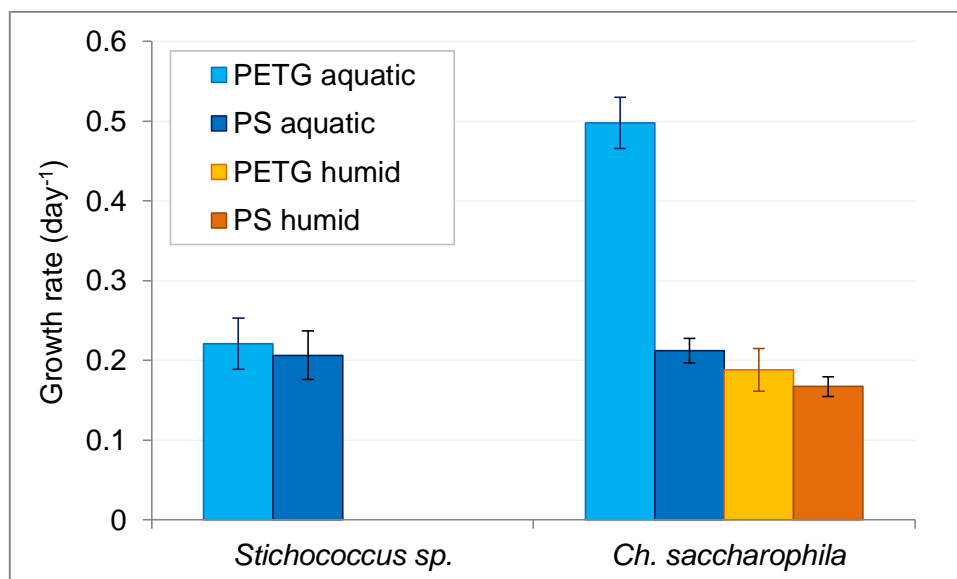 0.6
0.5
0.4
0.3
0.2
0.1
0
Growth rate (day-1)
PETG aquatic
PS aquatic
PETG humid
PS humid
Stichococcus sp.
Ch. saccharophila